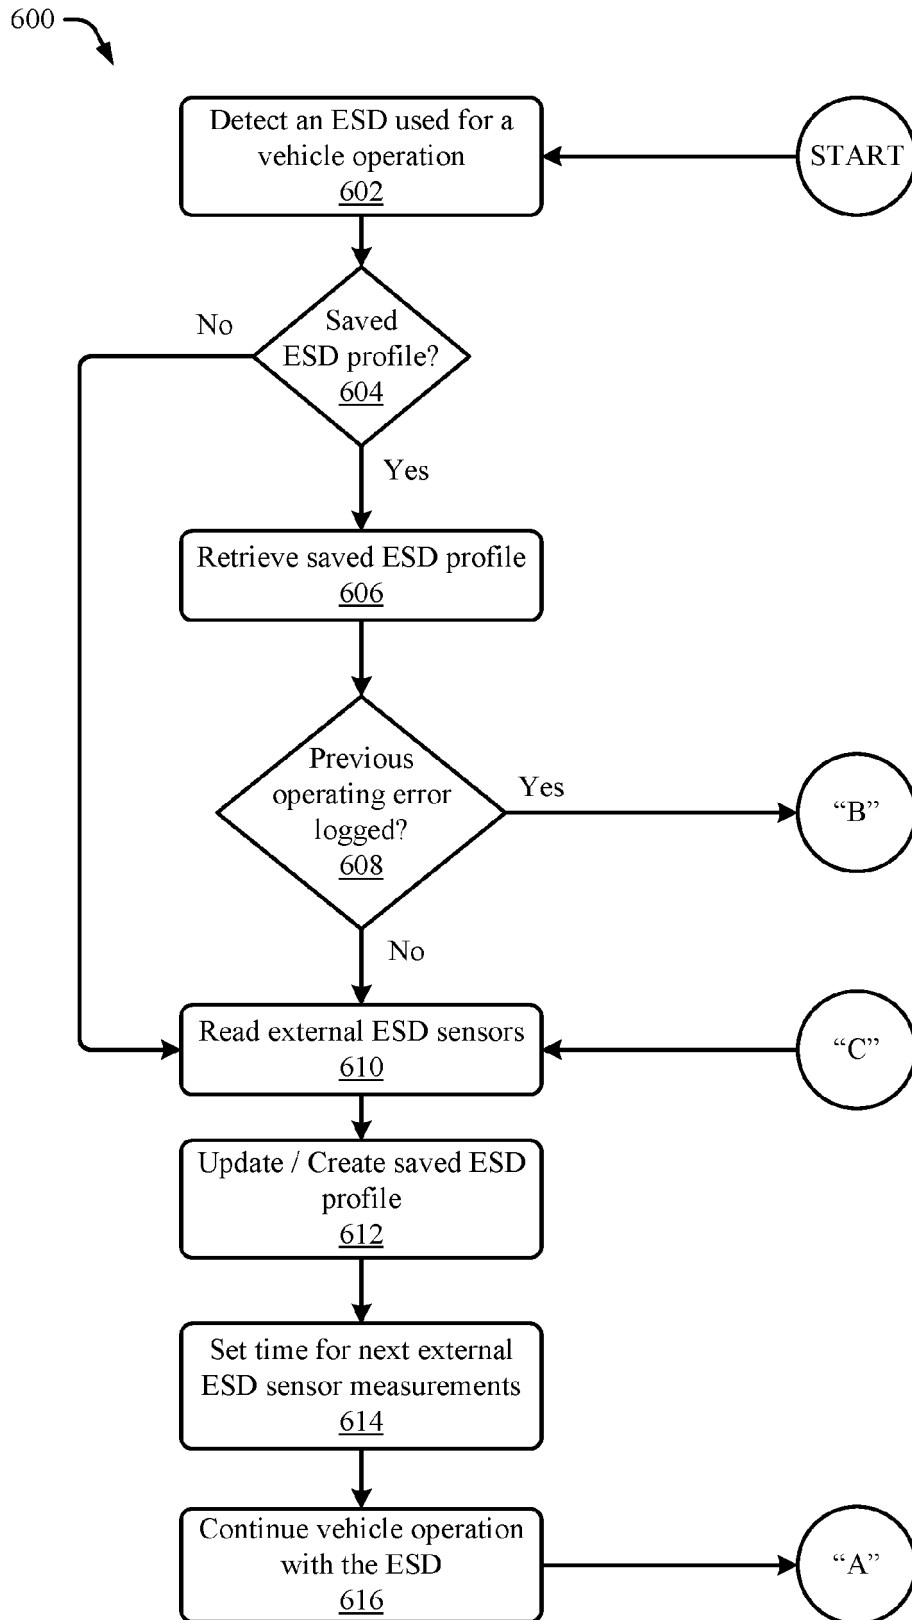 600
Detect an ESD used for a
vehicle operation
602
START
No
Saved
ESD profile?
604
Yes
Retrieve saved ESD profile
606
Previous
operating error
logged?
608
Yes
“B”
No
Read external ESD sensors
610
“C”
Update / Create saved ESD
profile
612
Set time for next external
ESD sensor measurements
614
Continue vehicle operation
with the ESD
616
“A”